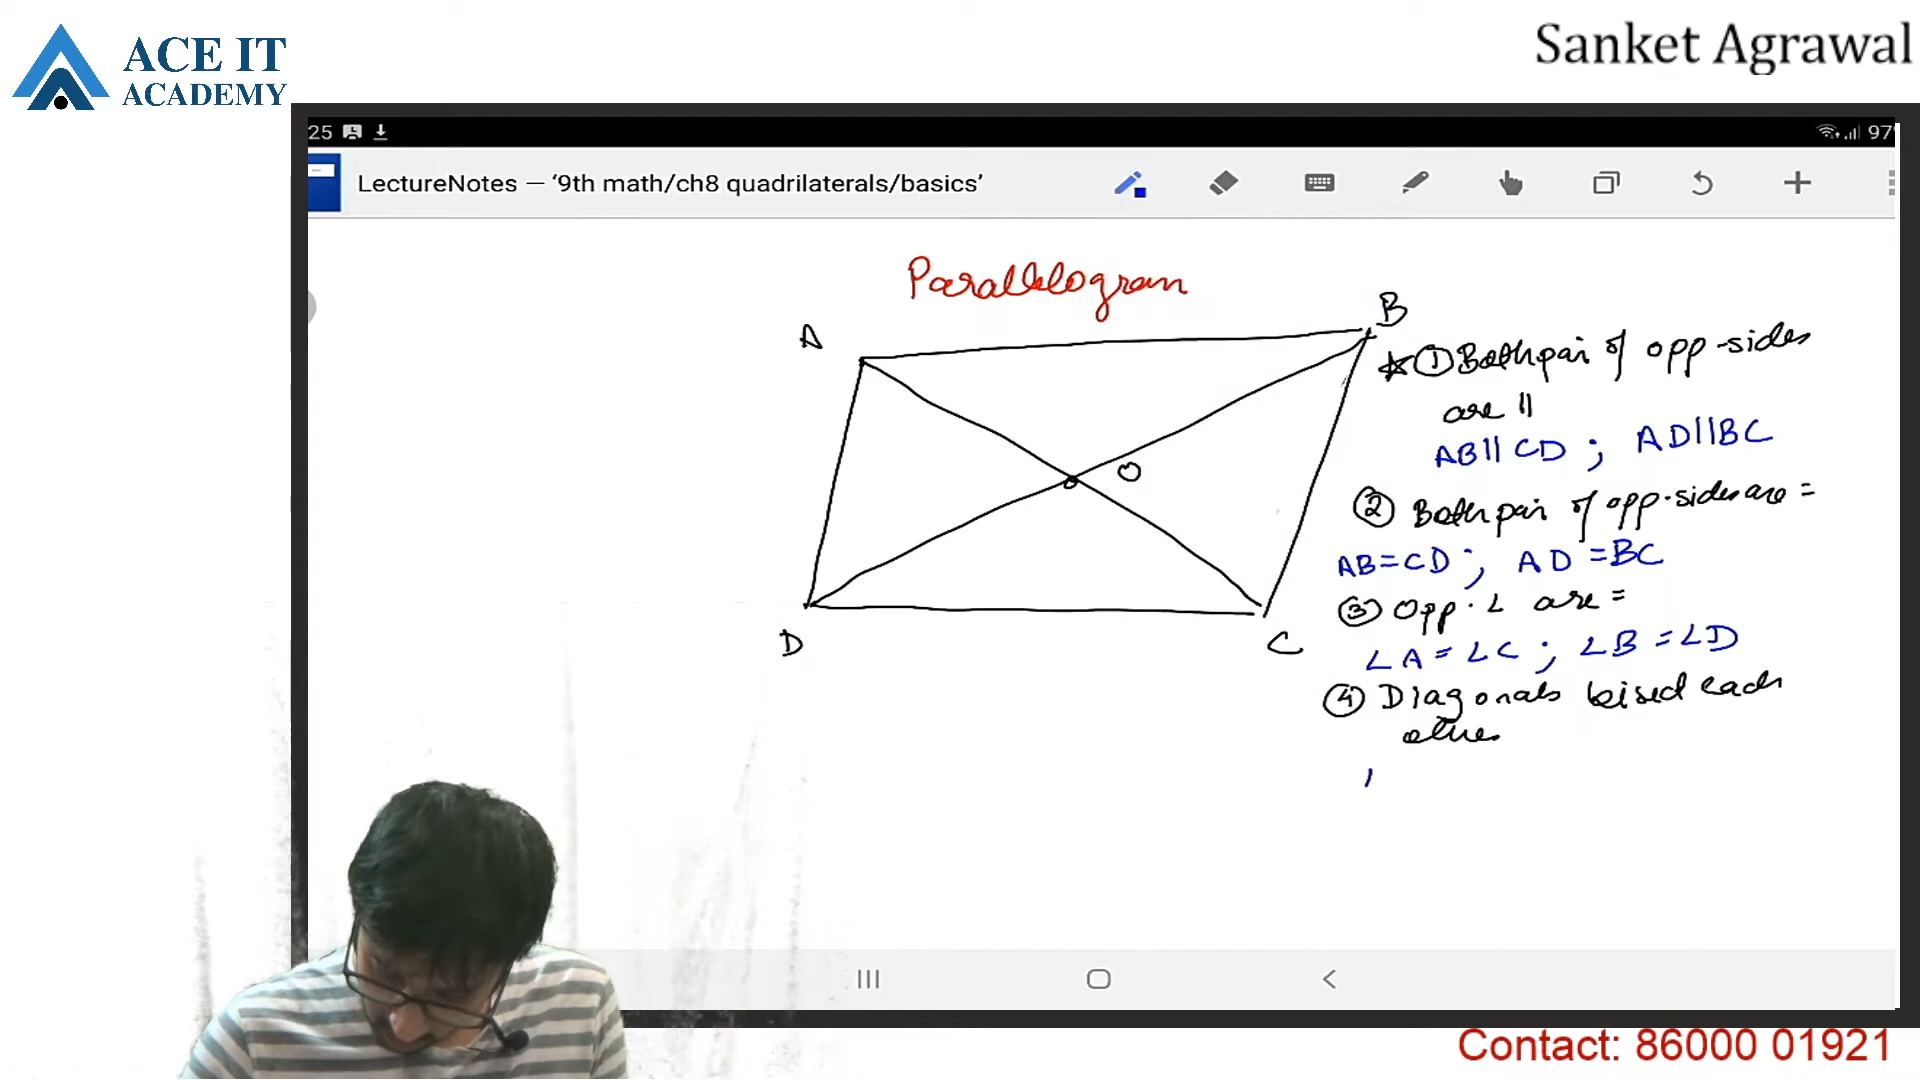 ACE IT
ACADEMY
Sanket Agrawal
25
97
LectureNotes — ‘9th math/ch8 quadrilaterals/basics’
Parallelogram
A
B
① Both pair of opp-sides
are ||
AB || CD ; AD || BC
O
② Both pair of opp. sides are =
AB = CD ; AD = BC
③ Opp. ∠ are =
∠A = ∠C ; ∠B = ∠D
D
C
④ Diagonals bisect each
other
Contact: 86000 01921